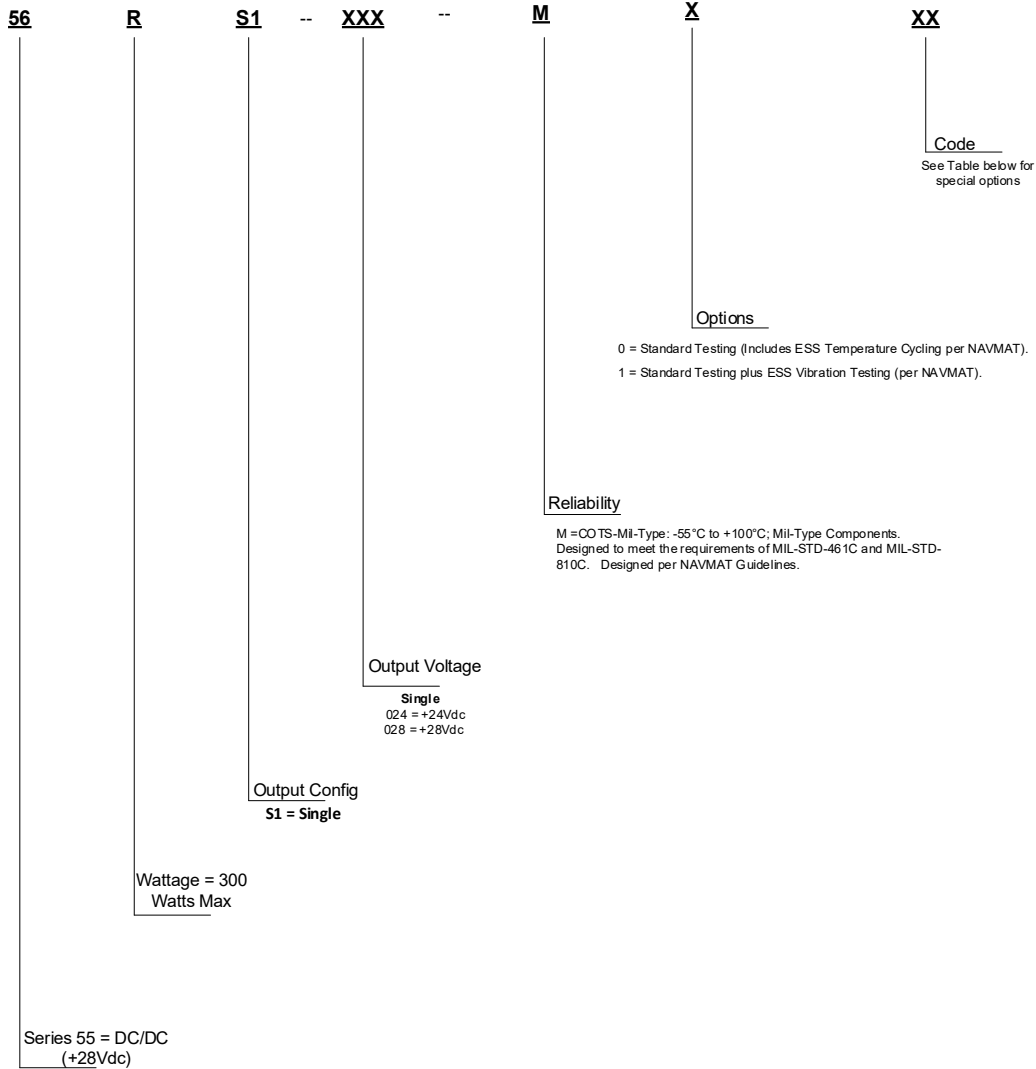 56 R S1 -- XXX -- M X XX
Code
See Table below for
special options
Options
0 = Standard Testing (Includes ESS Temperature Cycling per NAVMAT).
1 = Standard Testing plus ESS Vibration Testing (per NAVMAT).
Reliability
M =COTS-Mil-Type: -55°C to +100°C; Mil-Type Components.
Designed to meet the requirements of MIL-STD-461C and MIL-STD-
810C. Designed per NAVMAT Guidelines.
Output Voltage
Single
024 = +24Vdc
028 = +28Vdc
Output Config
S1 = Single
Wattage = 300
Watts Max
Series 55 = DC/DC
(+28Vdc)